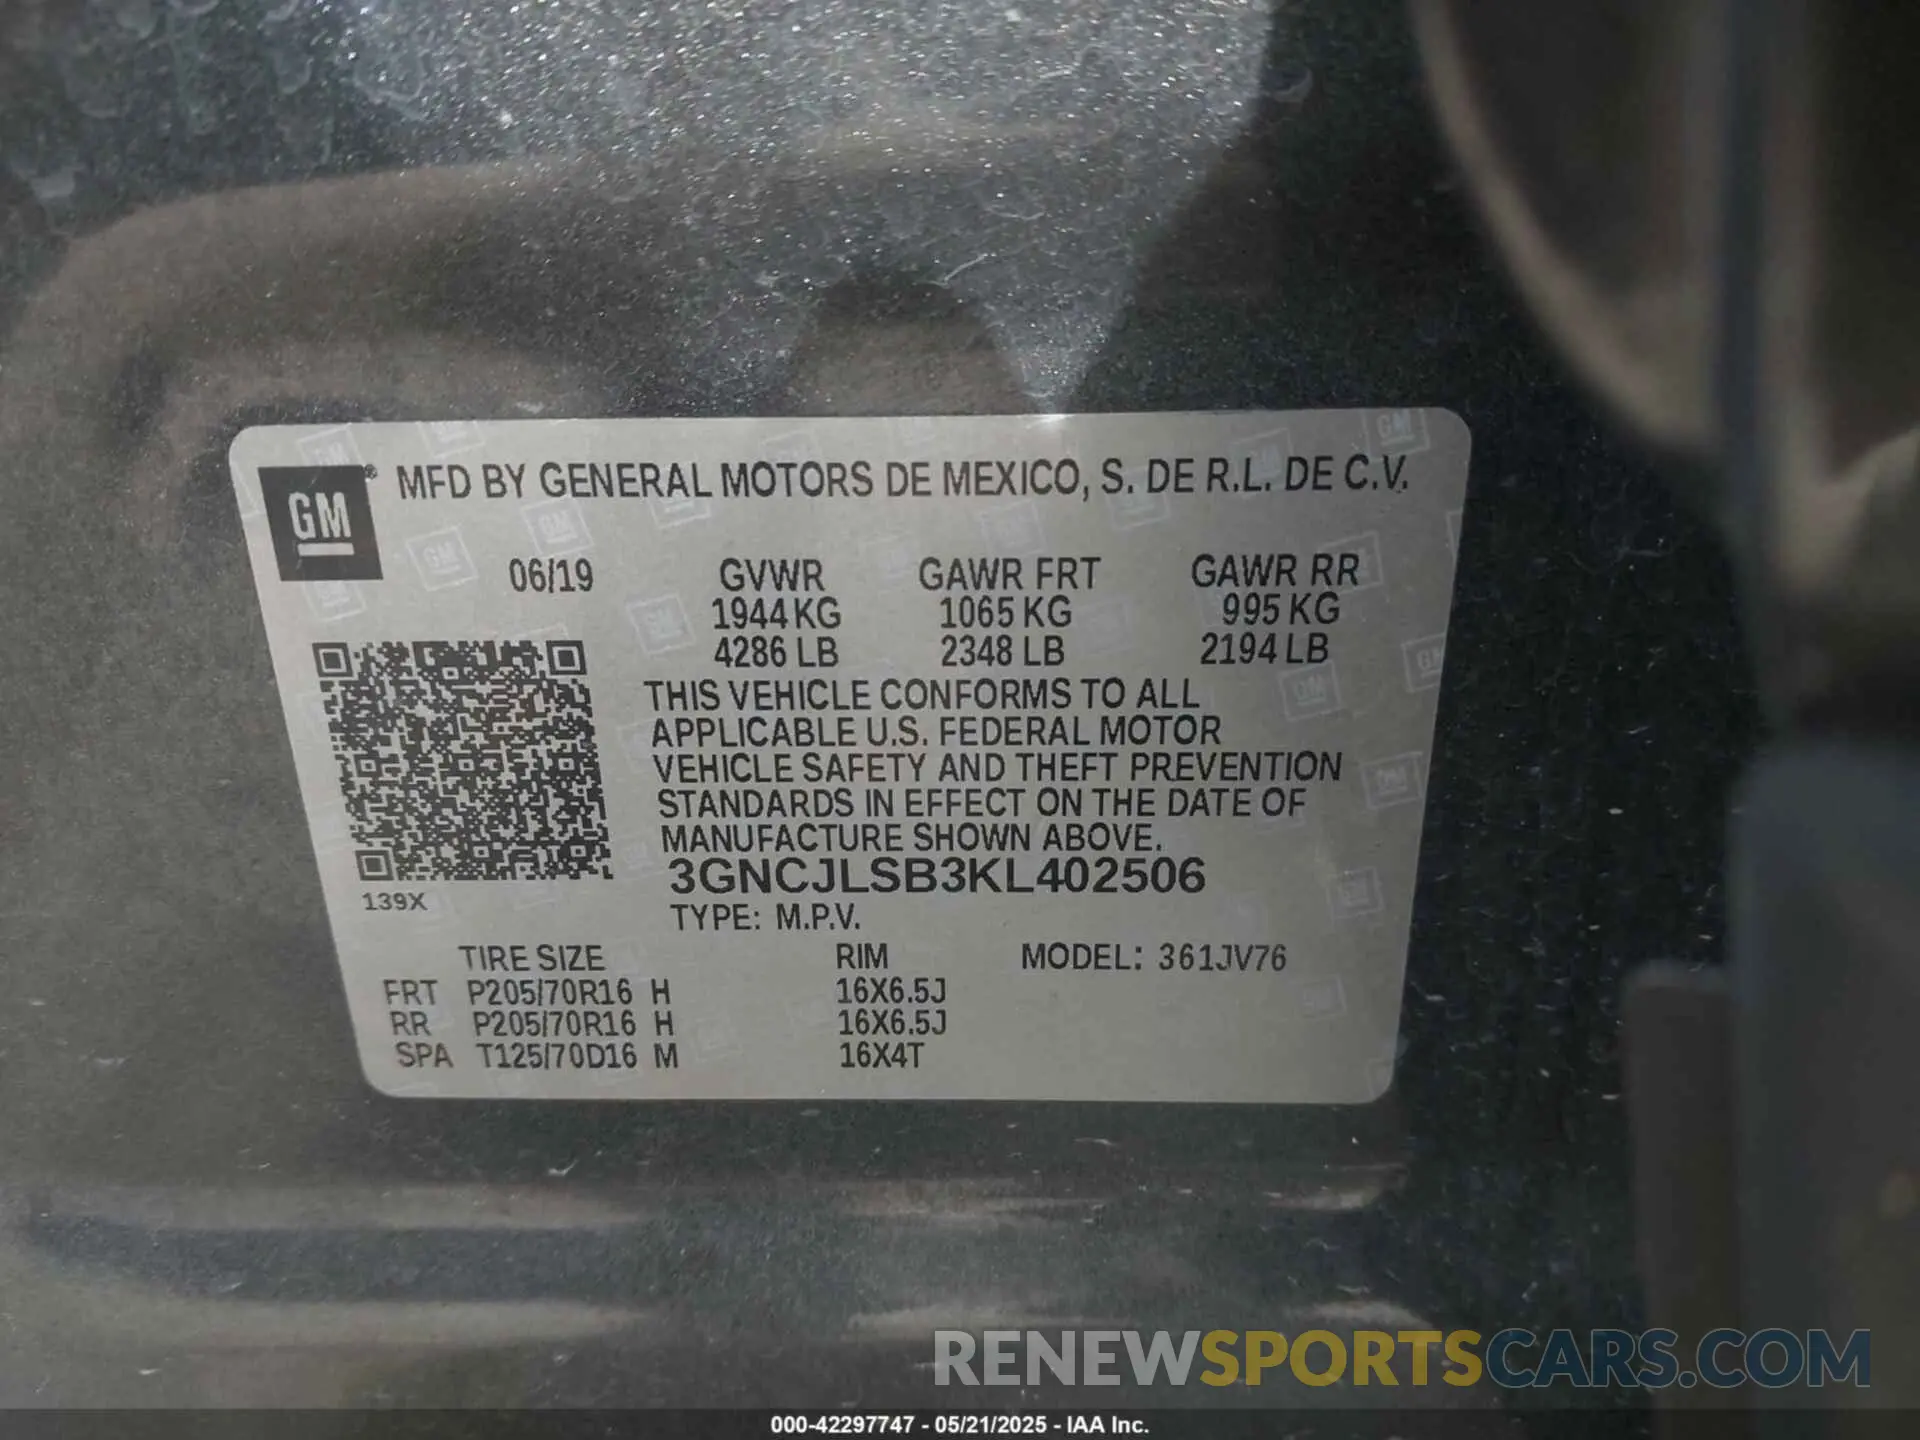 GM® MFD BY GENERAL MOTORS DE MEXICO, S. DE R.L. DE C.V.
06/19 GVWR GAWR FRT GAWR RR
1944 KG 1065 KG 995 KG
4286 LB 2348 LB 2194 LB
THIS VEHICLE CONFORMS TO ALL
APPLICABLE U.S. FEDERAL MOTOR
VEHICLE SAFETY AND THEFT PREVENTION
STANDARDS IN EFFECT ON THE DATE OF
MANUFACTURE SHOWN ABOVE.
3GNCJLSB3KL402506
139X
TYPE: M.P.V.
TIRE SIZE RIM MODEL: 361JV76
FRT P205/70R16 H 16X6.5J
RR P205/70R16 H 16X6.5J
SPA T125/70D16 M 16X4T
RENEWSPORTSCARS.COM
000-42297747 - 05/21/2025 - IAA Inc.